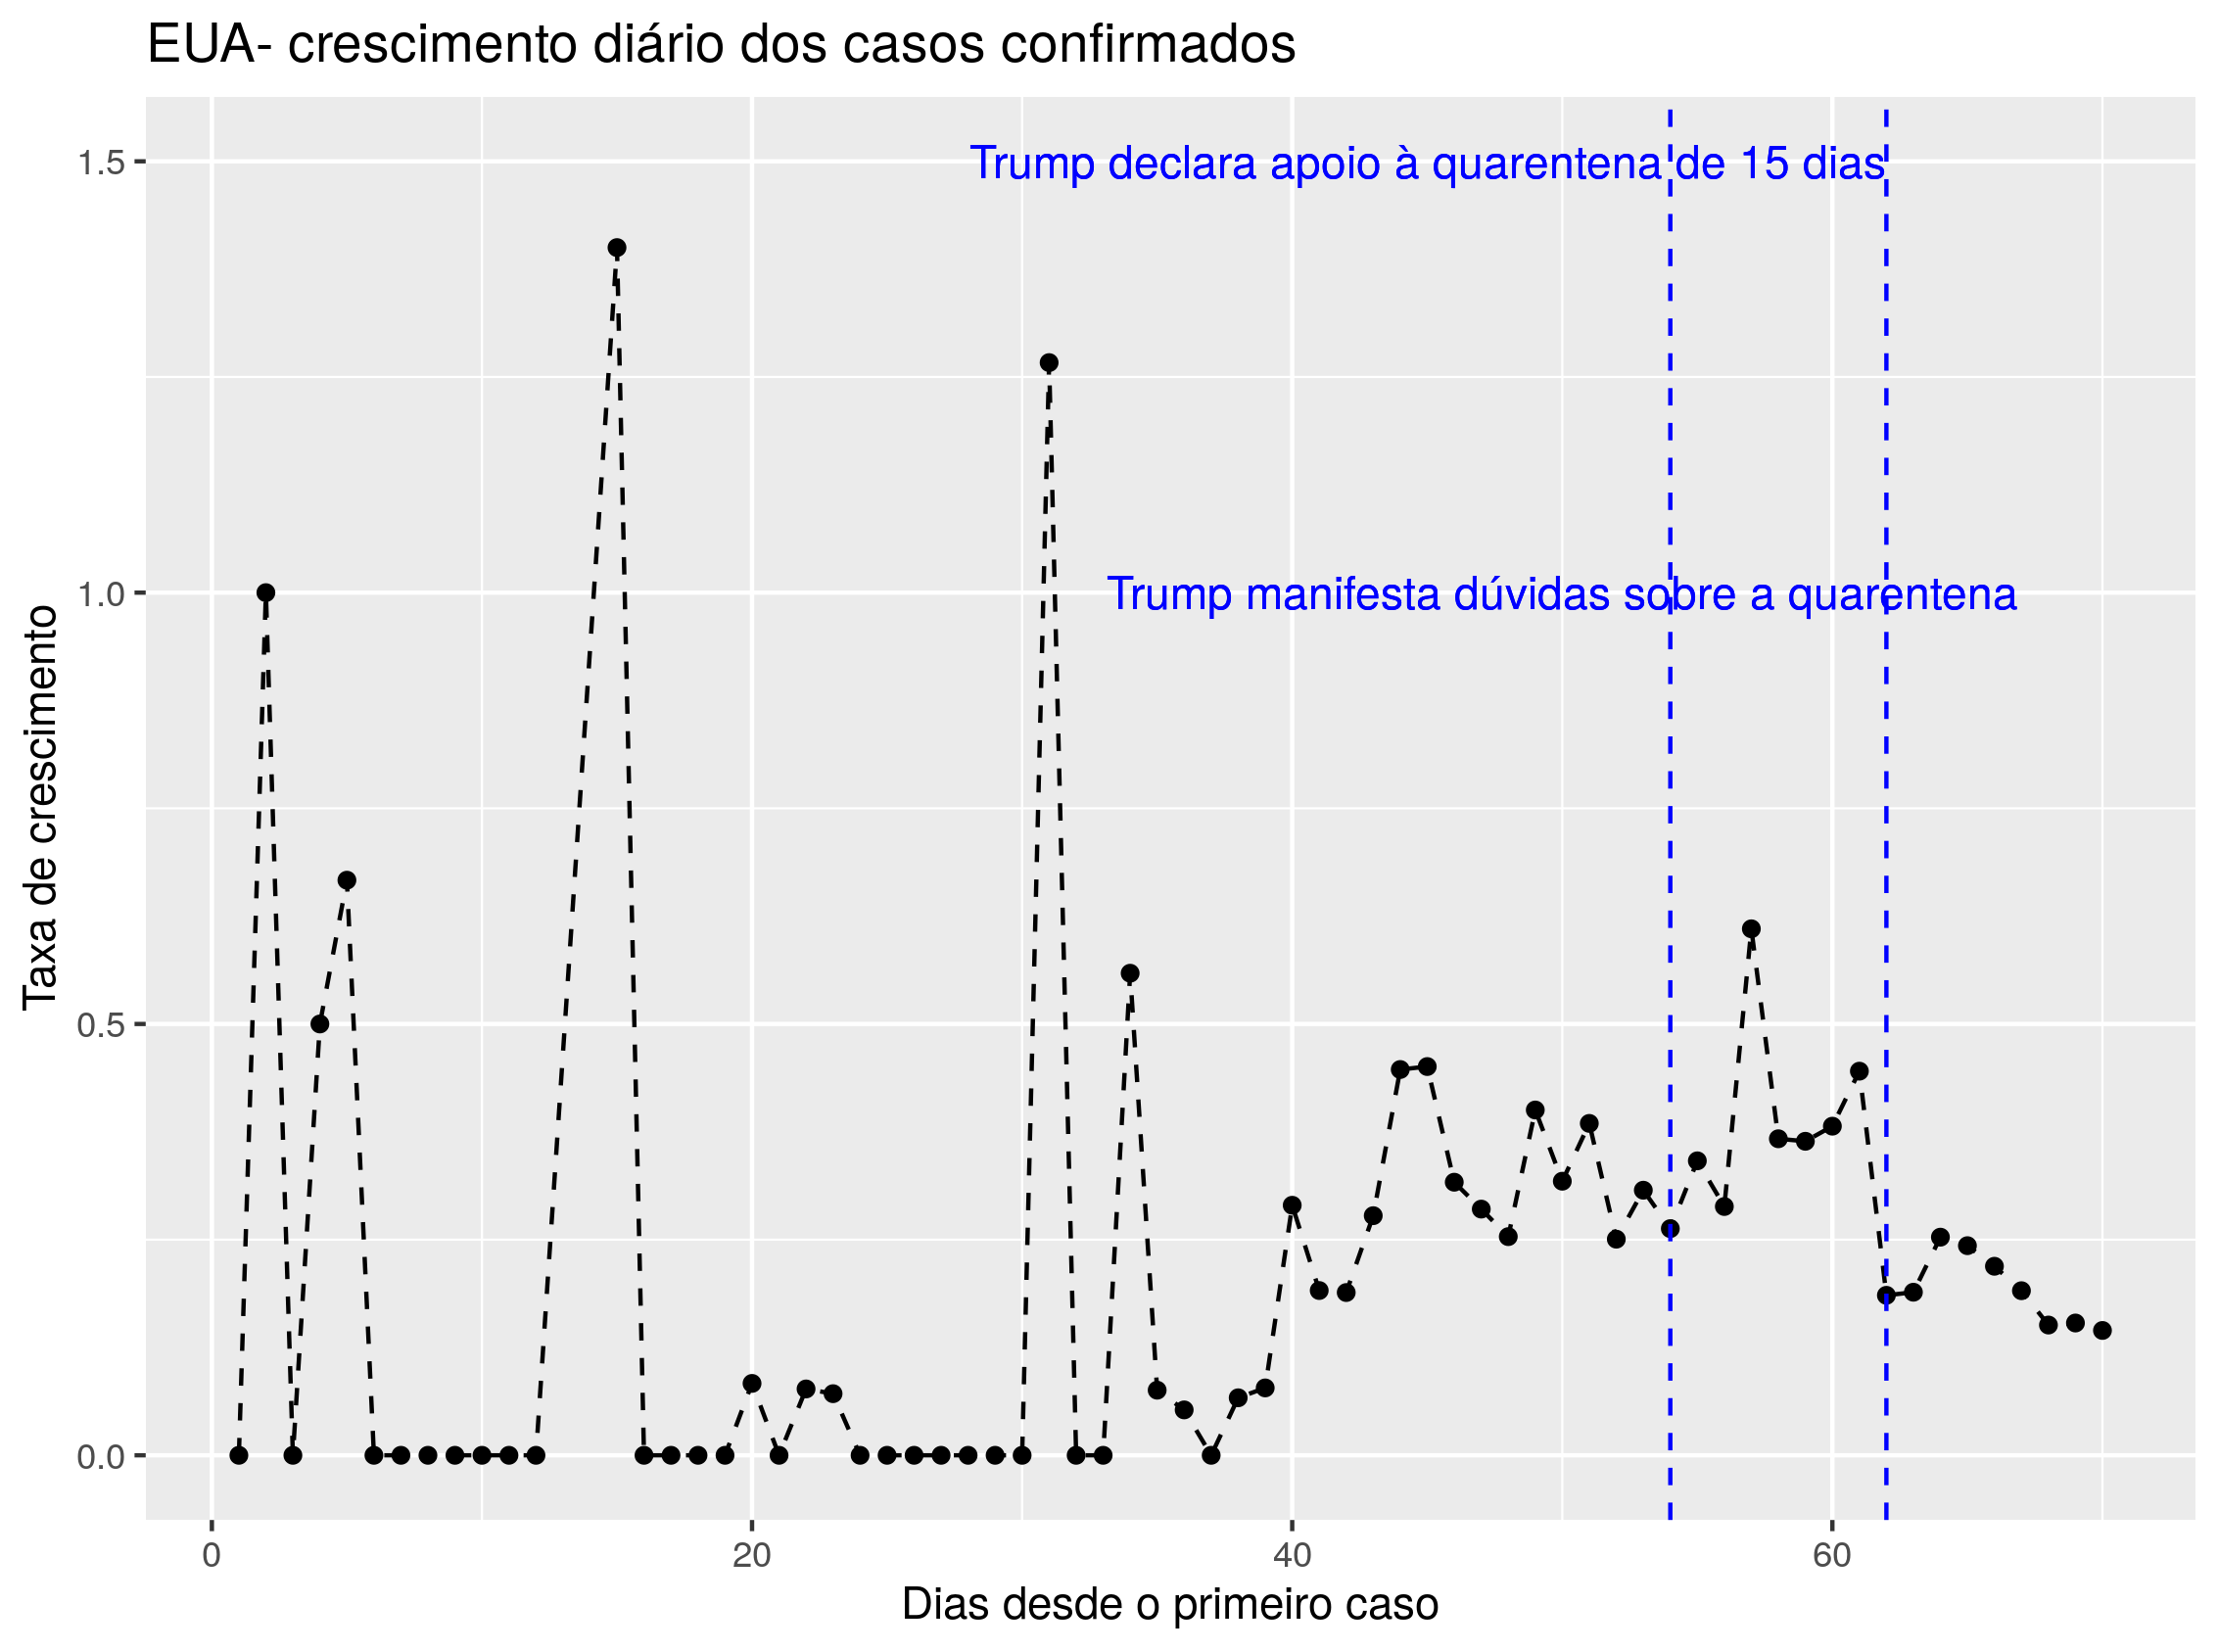 EUA- crescimento diário dos casos confirmados
Trump declara apoio à quarentena de 15 dias
Trump manifesta dúvidas sobre a quarentena
Taxa de crescimento
1.5
1.0
0.5
0.0
0
20
40
60
Dias desde o primeiro caso